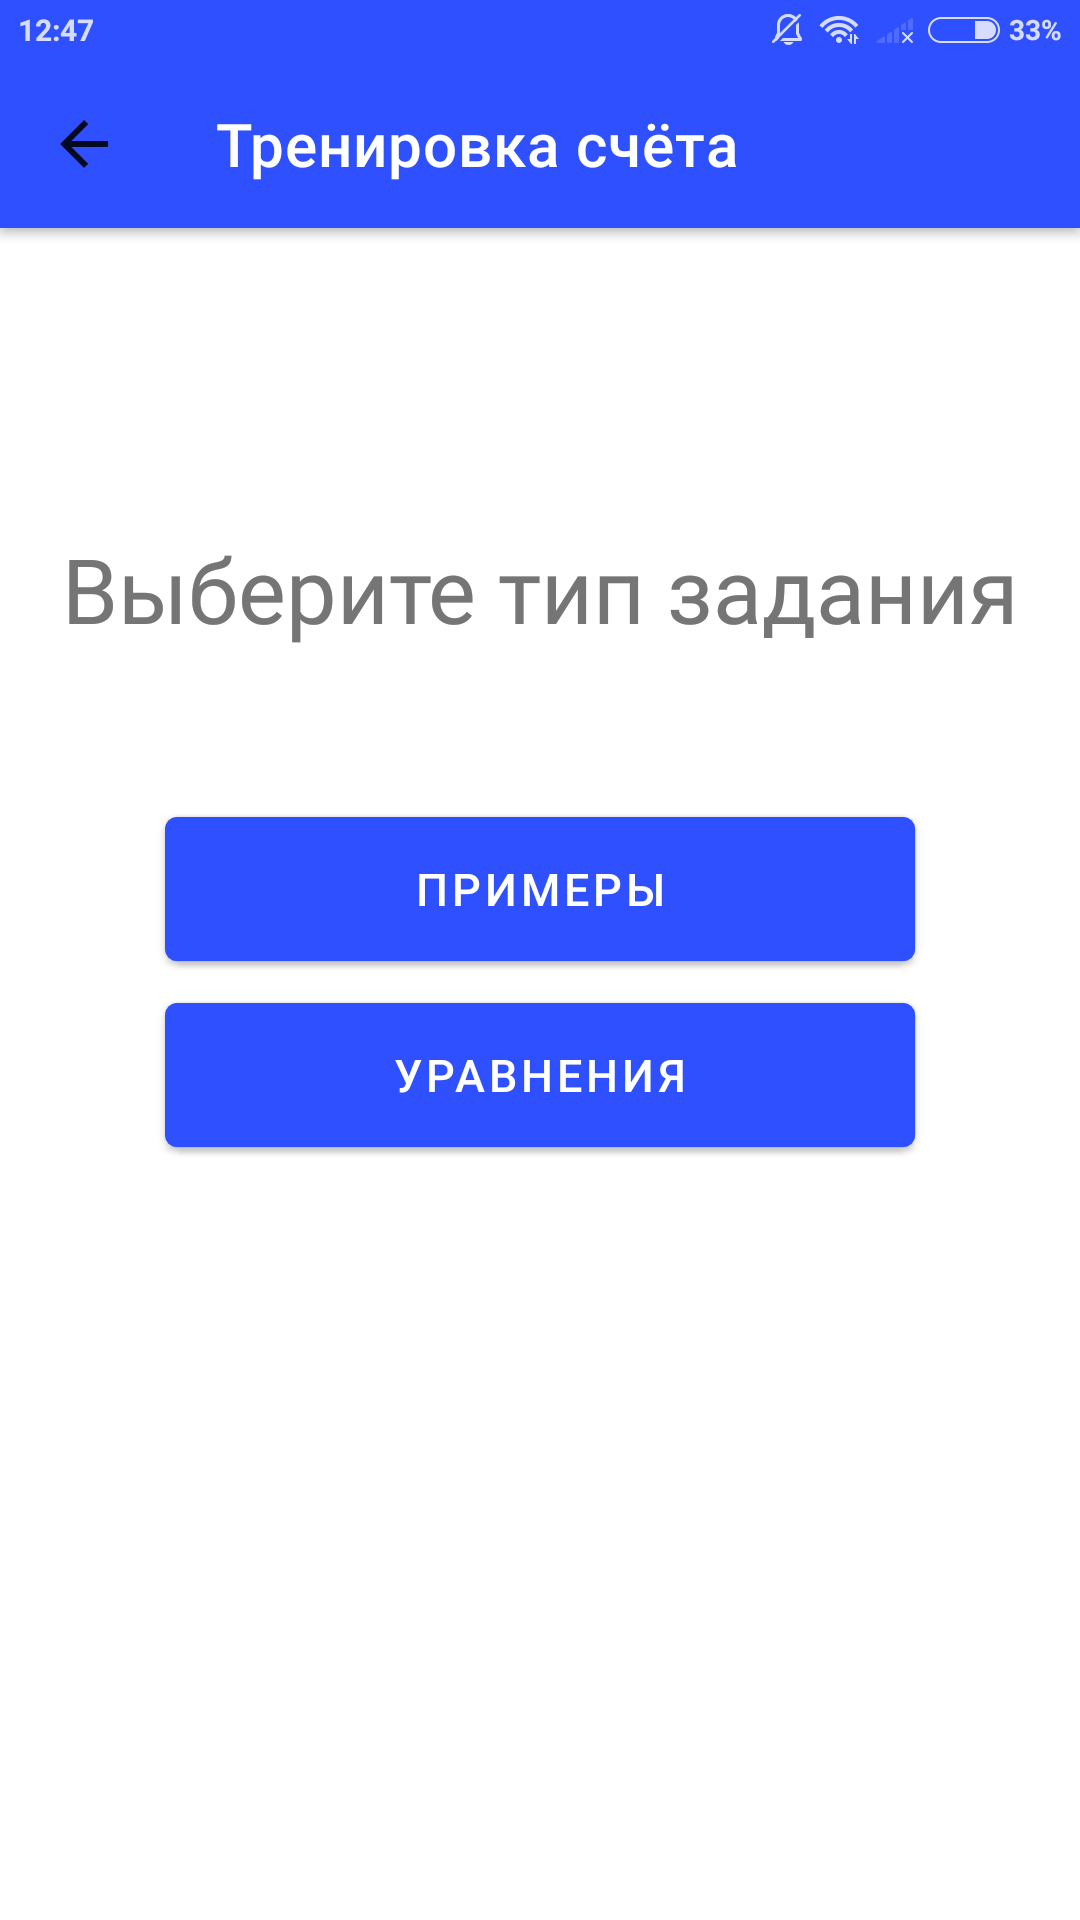 12:47 33%
Тренировка счёта
Выберите тип задания
ПРИМЕРЫ
УРАВНЕНИЯ